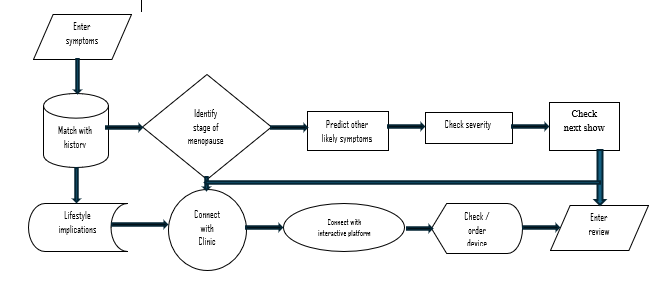 Enter
symptoms
Match with
history
Identify
stage of
menopause
Predict other
likely symptoms
Check severity
Check
next show
Lifestyle
implications
Connect
with
Clinic
Connect with
interactive platform
Check /
order
device
Enter
review